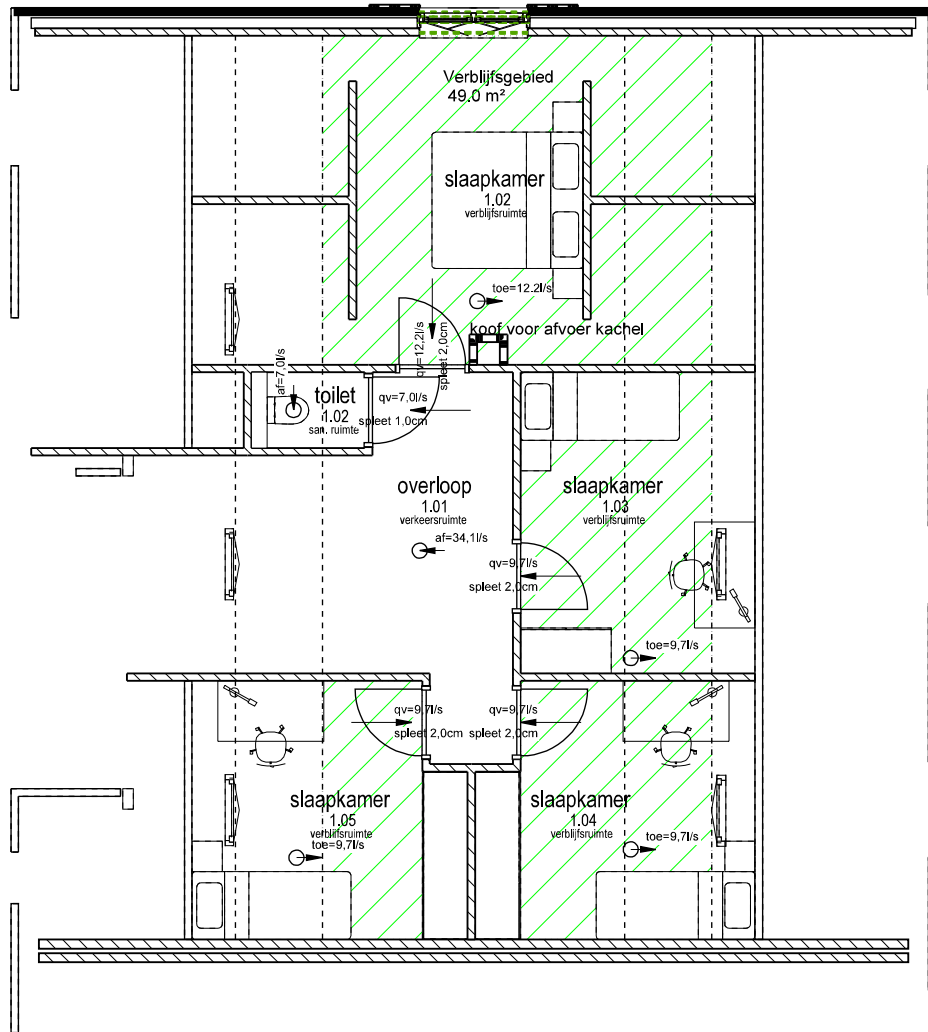 Verblijfsgebied
49.0 m²
slaapkamer
1.02
verblijfsruimte
toe=12.2l/s
koof voor afvoer kachel
qv=12,2l/s
spleet 2,0cm
af=7,0l/s
toilet
1.02
san. ruimte
qv=7,0l/s
spleet 1,0cm
overloop
1.01
verkeersruimte
af=34,1l/s
slaapkamer
1.03
verblijfsruimte
qv=9,7l/s
spleet 2,0cm
toe=9,7l/s
qv=9,7l/s
spleet 2,0cm
qv=9,7l/s
spleet 2,0cm
slaapkamer
1.05
verblijfsruimte
toe=9,7l/s
slaapkamer
1.04
verblijfsruimte
toe=9,7l/s